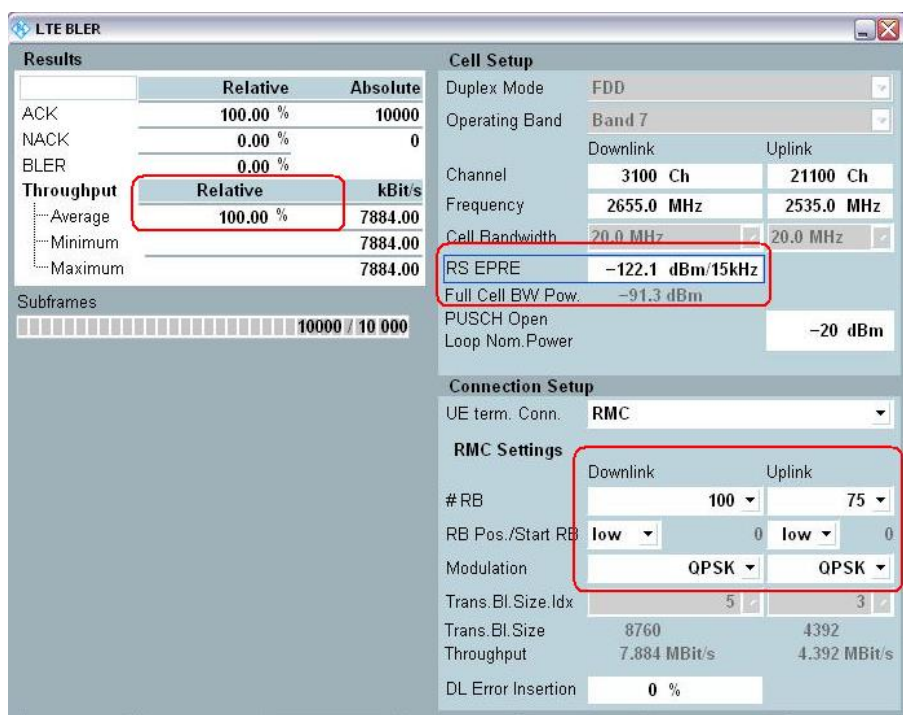 LTE BLER
Results
Relative Absolute
ACK 100.00 % 10000
NACK 0.00 % 0
BLER 0.00 %
Throughput Relative kBit/s
Average 100.00 % 7884.00
Minimum 7884.00
Maximum 7884.00
Subframes
10000 / 10 000
Cell Setup
Duplex Mode FDD
Operating Band Band 7
Downlink Uplink
Channel 3100 Ch 21100 Ch
Frequency 2655.0 MHz 2535.0 MHz
Cell Bandwidth 20.0 MHz 20.0 MHz
RS EPRE -122.1 dBm/15kHz
Full Cell BW Pow. -91.3 dBm
PUSCH Open
Loop Nom.Power -20 dBm
Connection Setup
UE term. Conn. RMC
RMC Settings
Downlink Uplink
# RB 100 75
RB Pos./Start RB low 0 low 0
Modulation QPSK QPSK
Trans.Bl.Size.Idx 5 3
Trans.Bl.Size 8760 4392
Throughput 7.884 MBit/s 4.392 MBit/s
DL Error Insertion 0 %